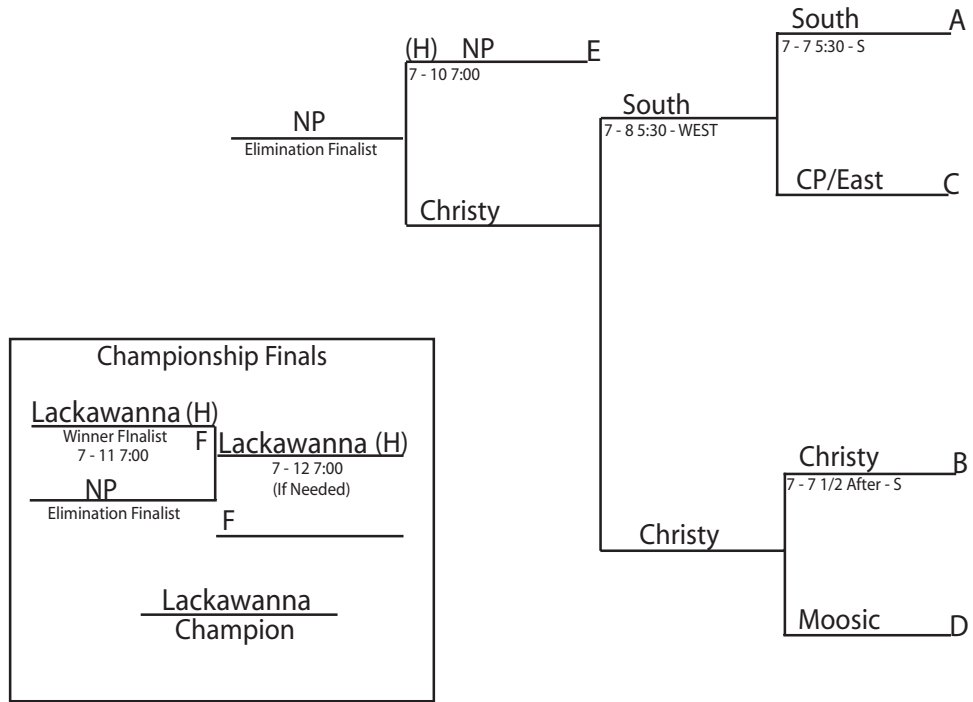 South A
7 - 7 5:30 - S
(H) NP E
7 - 10 7:00
South
7 - 8 5:30 - WEST
NP
Elimination Finalist
CP/East C
Christy
Championship Finals
Lackawanna (H)
Winner FInalist
7 - 11 7:00
F
Lackawanna (H)
7 - 12 7:00
(If Needed)
NP
Elimination Finalist
F
Lackawanna
Champion
Christy B
7 - 7 1/2 After - S
Christy
Moosic D